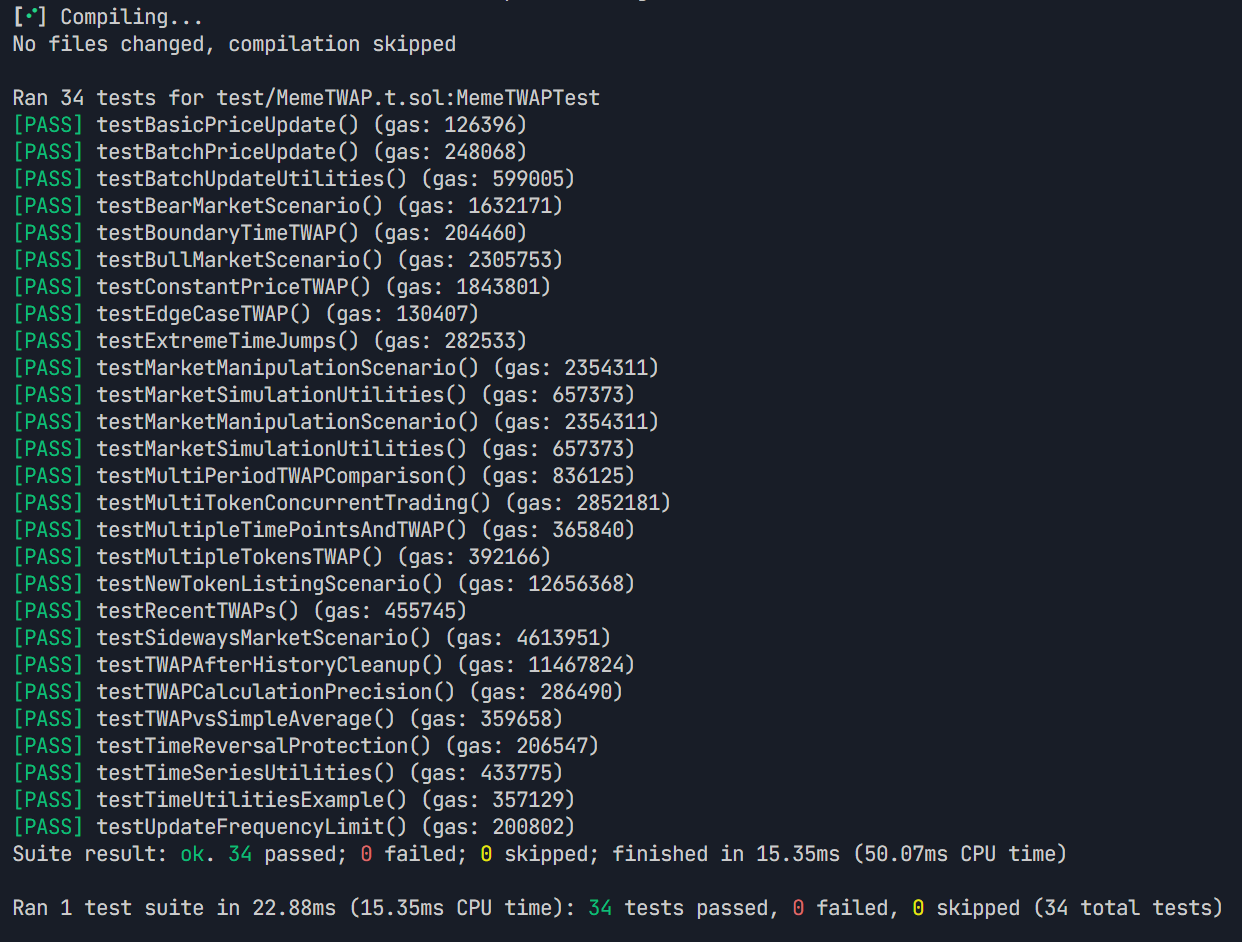 [⠊] Compiling...
No files changed, compilation skipped
Ran 34 tests for test/MemeTWAP.t.sol:MemeTWAPTest
[PASS] testBasicPriceUpdate() (gas: 126396)
[PASS] testBatchPriceUpdate() (gas: 248068)
[PASS] testBatchUpdateUtilities() (gas: 599005)
[PASS] testBearMarketScenario() (gas: 1632171)
[PASS] testBoundaryTimeTWAP() (gas: 204460)
[PASS] testBullMarketScenario() (gas: 2305753)
[PASS] testConstantPriceTWAP() (gas: 1843801)
[PASS] testEdgeCaseTWAP() (gas: 130407)
[PASS] testExtremeTimeJumps() (gas: 282533)
[PASS] testMarketManipulationScenario() (gas: 2354311)
[PASS] testMarketSimulationUtilities() (gas: 657373)
[PASS] testMarketManipulationScenario() (gas: 2354311)
[PASS] testMarketSimulationUtilities() (gas: 657373)
[PASS] testMultiPeriodTWAPComparison() (gas: 836125)
[PASS] testMultiTokenConcurrentTrading() (gas: 2852181)
[PASS] testMultipleTimePointsAndTWAP() (gas: 365840)
[PASS] testMultipleTokensTWAP() (gas: 392166)
[PASS] testNewTokenListingScenario() (gas: 12656368)
[PASS] testRecentTWAPs() (gas: 455745)
[PASS] testSidewaysMarketScenario() (gas: 4613951)
[PASS] testTWAPAfterHistoryCleanup() (gas: 11467824)
[PASS] testTWAPCalculationPrecision() (gas: 286490)
[PASS] testTWAPvsSimpleAverage() (gas: 359658)
[PASS] testTimeReversalProtection() (gas: 206547)
[PASS] testTimeSeriesUtilities() (gas: 433775)
[PASS] testTimeUtilitiesExample() (gas: 357129)
[PASS] testUpdateFrequencyLimit() (gas: 200802)
Suite result: ok. 34 passed; 0 failed; 0 skipped; finished in 15.35ms (50.07ms CPU time)
Ran 1 test suite in 22.88ms (15.35ms CPU time): 34 tests passed, 0 failed, 0 skipped (34 total tests)